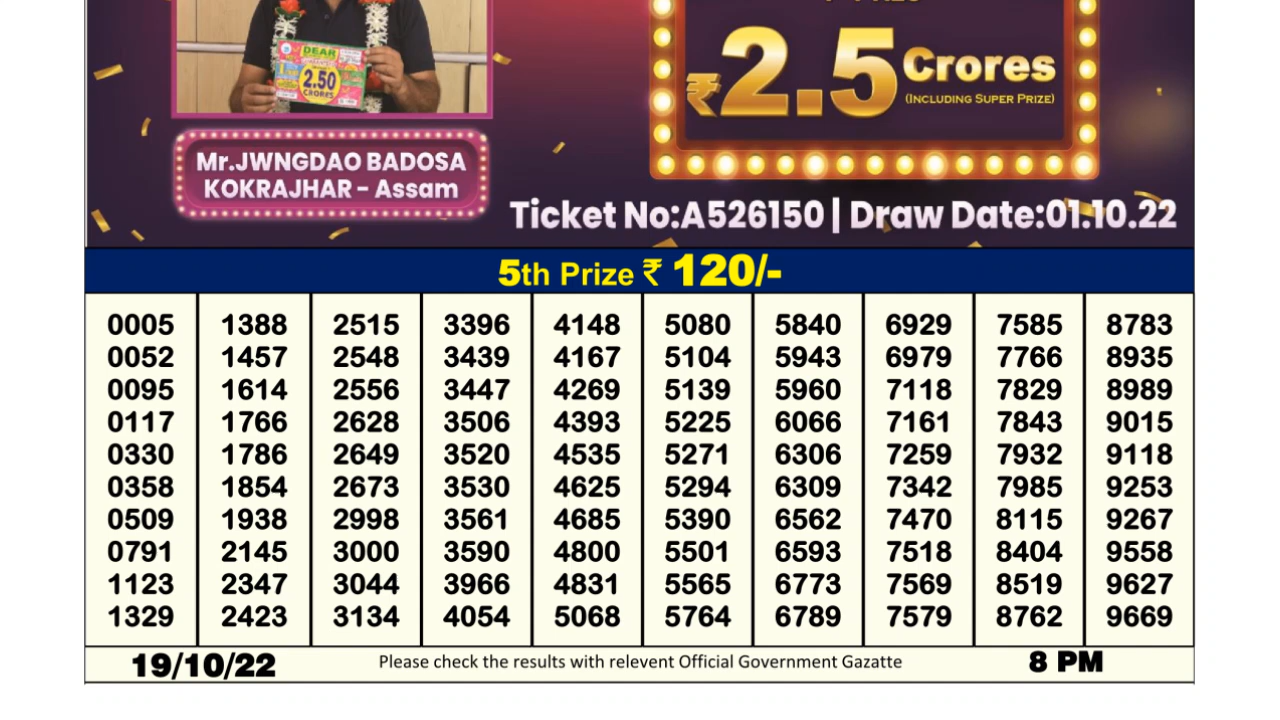 DEAR
2.50
CRORES
₹2.5 Crores
(INCLUDING SUPER PRIZE)
Mr.JWNGDAO BADOSA
KOKRAJHAR - Assam
Ticket No:A526150 | Draw Date:01.10.22
5th Prize ₹ 120/-
0005 1388 2515 3396 4148 5080 5840 6929 7585 8783
0052 1457 2548 3439 4167 5104 5943 6979 7766 8935
0095 1614 2556 3447 4269 5139 5960 7118 7829 8989
0117 1766 2628 3506 4393 5225 6066 7161 7843 9015
0330 1786 2649 3520 4535 5271 6306 7259 7932 9118
0358 1854 2673 3530 4625 5294 6309 7342 7985 9253
0509 1938 2998 3561 4685 5390 6562 7470 8115 9267
0791 2145 3000 3590 4800 5501 6593 7518 8404 9558
1123 2347 3044 3966 4831 5565 6773 7569 8519 9627
1329 2423 3134 4054 5068 5764 6789 7579 8762 9669
19/10/22 Please check the results with relevent Official Government Gazatte 8 PM